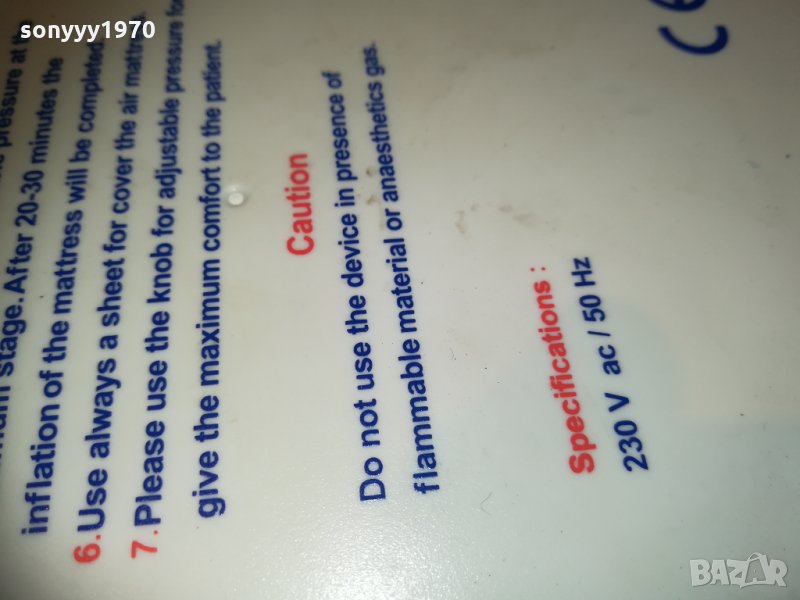 sonyyy1970
pressure at
stage. After 20-30 minutes the
inflation of the mattress will be completed.
6. Use always a sheet for cover the air mattress
7. Please use the knob for adjustable pressure for
give the maximum comfort to the patient.
Caution
Do not use the device in presence of
flammable material or anaesthetics gas.
Specifications :
230 V ac / 50 Hz
CE
BAZAR